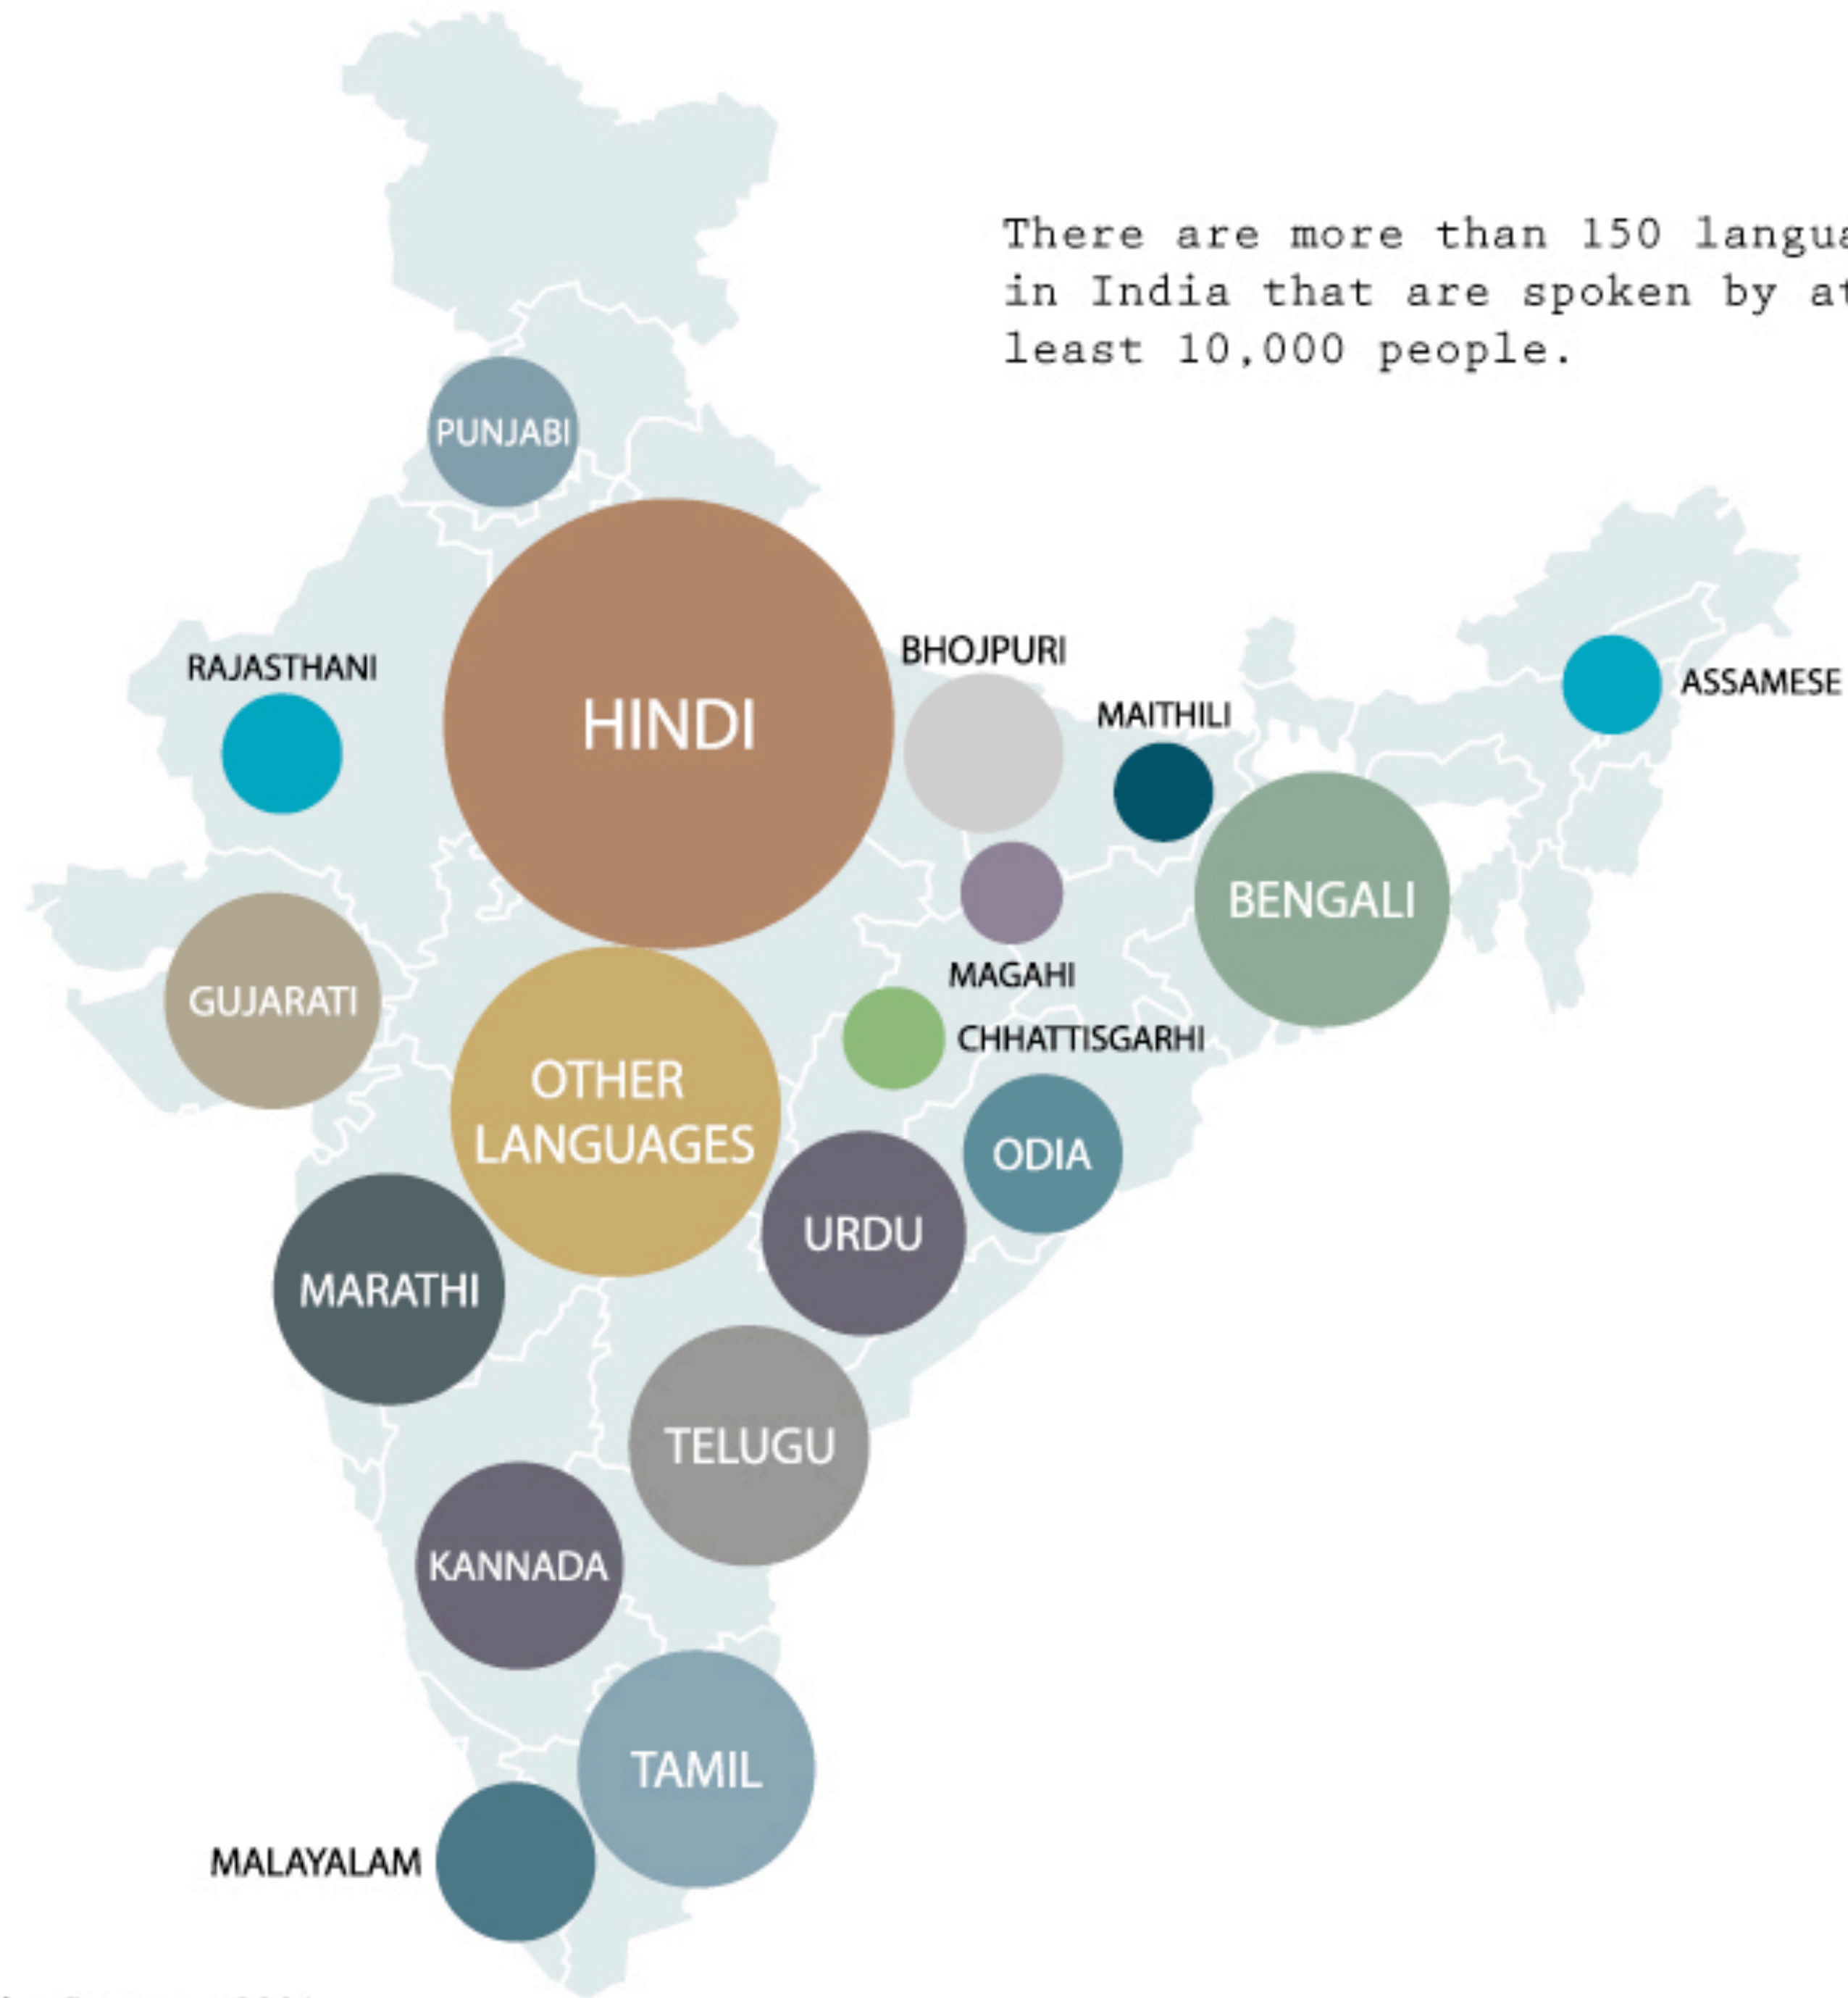 There are more than 150 langua
in India that are spoken by at
least 10,000 people.
PUNJABI
HINDI
RAJASTHANI
BHOJPURI
MAITHILI
ASSAMESE
BENGALI
MAGAHI
GUJARATI
CHHATTISGARHI
OTHER
LANGUAGES
ODIA
URDU
MARATHI
TELUGU
KANNADA
TAMIL
MALAYALAM